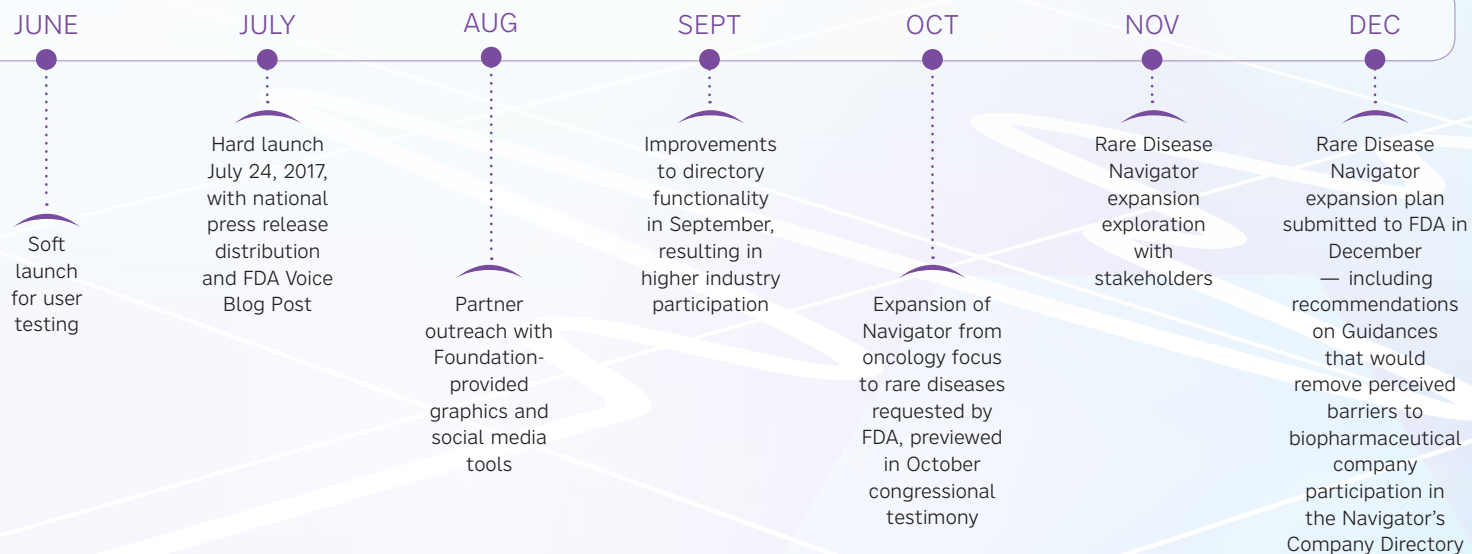 JUNE
JULY
AUG
SEPT
OCT
NOV
DEC
Soft
launch
for user
testing
Hard launch
July 24, 2017,
with national
press release
distribution
and FDA Voice
Blog Post
Partner
outreach with
Foundation-
provided
graphics and
social media
tools
Improvements
to directory
functionality
in September,
resulting in
higher industry
participation
Expansion of
Navigator from
oncology focus
to rare diseases
requested by
FDA, previewed
in October
congressional
testimony
Rare Disease
Navigator
expansion
exploration
with
stakeholders
Rare Disease
Navigator
expansion plan
submitted to FDA in
December
— including
recommendations
on Guidances
that would
remove perceived
barriers to
biopharmaceutical
company
participation in
the Navigator’s
Company Directory